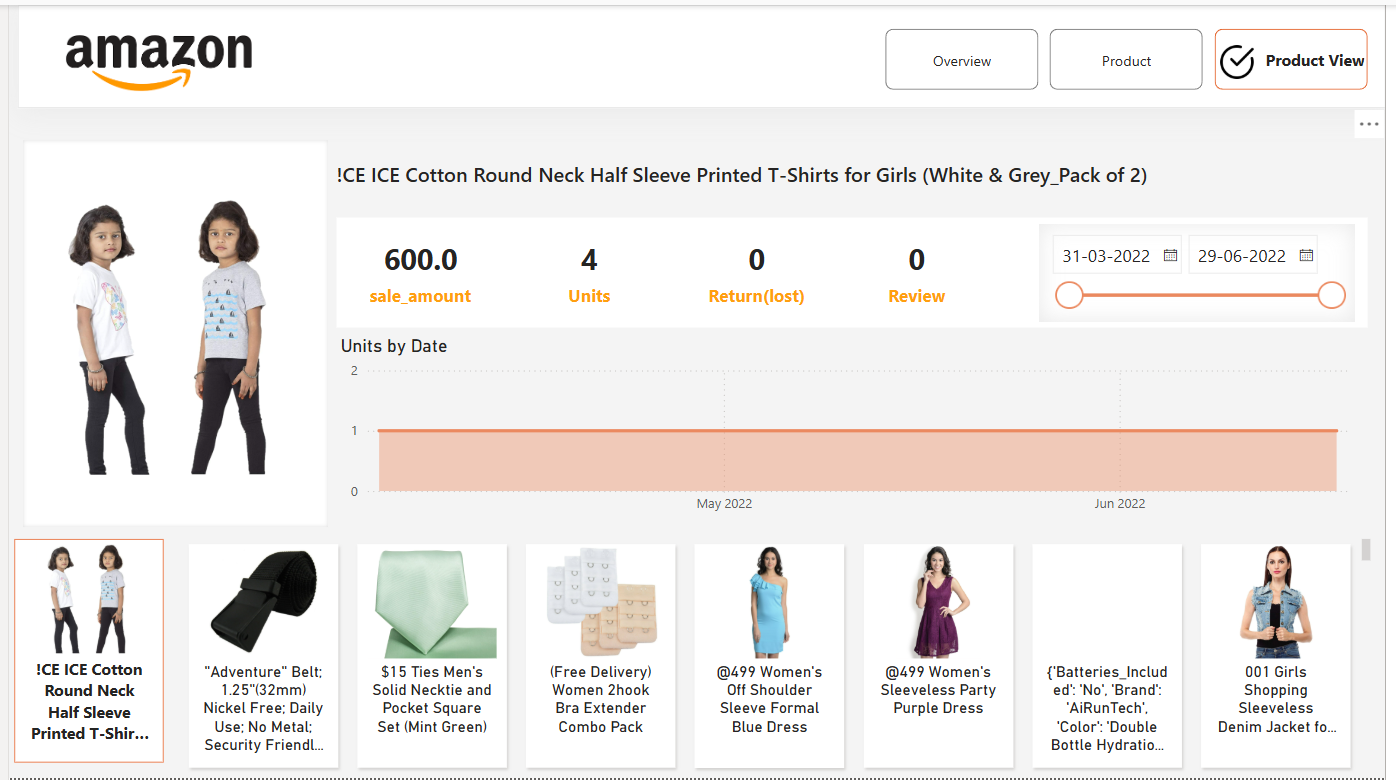 amazon
Overview
Product
Product View
!CE ICE Cotton Round Neck Half Sleeve Printed T-Shirts for Girls (White & Grey_Pack of 2)
600.0
4
0
0
sale_amount
Units
Return(lost)
Review
31-03-2022
29-06-2022
Units by Date
2
1
0
May 2022
Jun 2022
!CE ICE Cotton
Round Neck
Half Sleeve
Printed T-Shir...
"Adventure" Belt;
1.25"(32mm)
Nickel Free; Daily
Use; No Metal;
Security Friendl...
$15 Ties Men's
Solid Necktie and
Pocket Square
Set (Mint Green)
(Free Delivery)
Women 2hook
Bra Extender
Combo Pack
@499 Women's
Off Shoulder
Sleeve Formal
Blue Dress
@499 Women's
Sleeveless Party
Purple Dress
{'Batteries_Includ
ed': 'No', 'Brand':
'AiRunTech',
'Color': 'Double
Bottle Hydratio...
001 Girls
Shopping
Sleeveless
Denim Jacket fo...